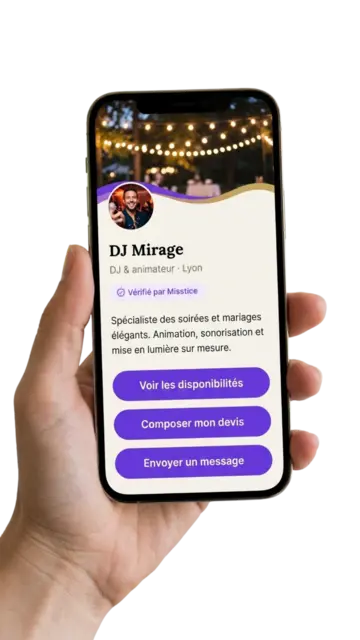 DJ Mirage
DJ & animateur · Lyon
Vérifié par Misstice
Spécialiste des soirées et mariages
élégants. Animation, sonorisation et
mise en lumière sur mesure.
Voir les disponibilités
Composer mon devis
Envoyer un message